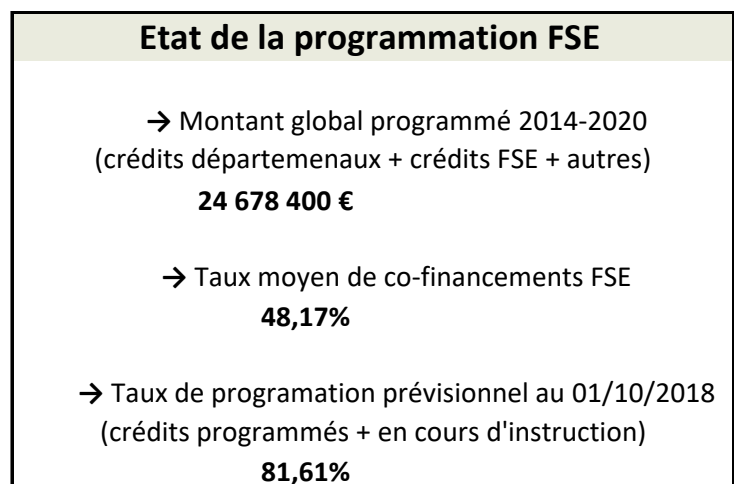 Etat de la programmation FSE
→ Montant global programmé 2014-2020
(crédits départemenaux + crédits FSE + autres)
24 678 400 €
→ Taux moyen de co-financements FSE
48,17%
→ Taux de programation prévisionnel au 01/10/2018
(crédits programmés + en cours d'instruction)
81,61%